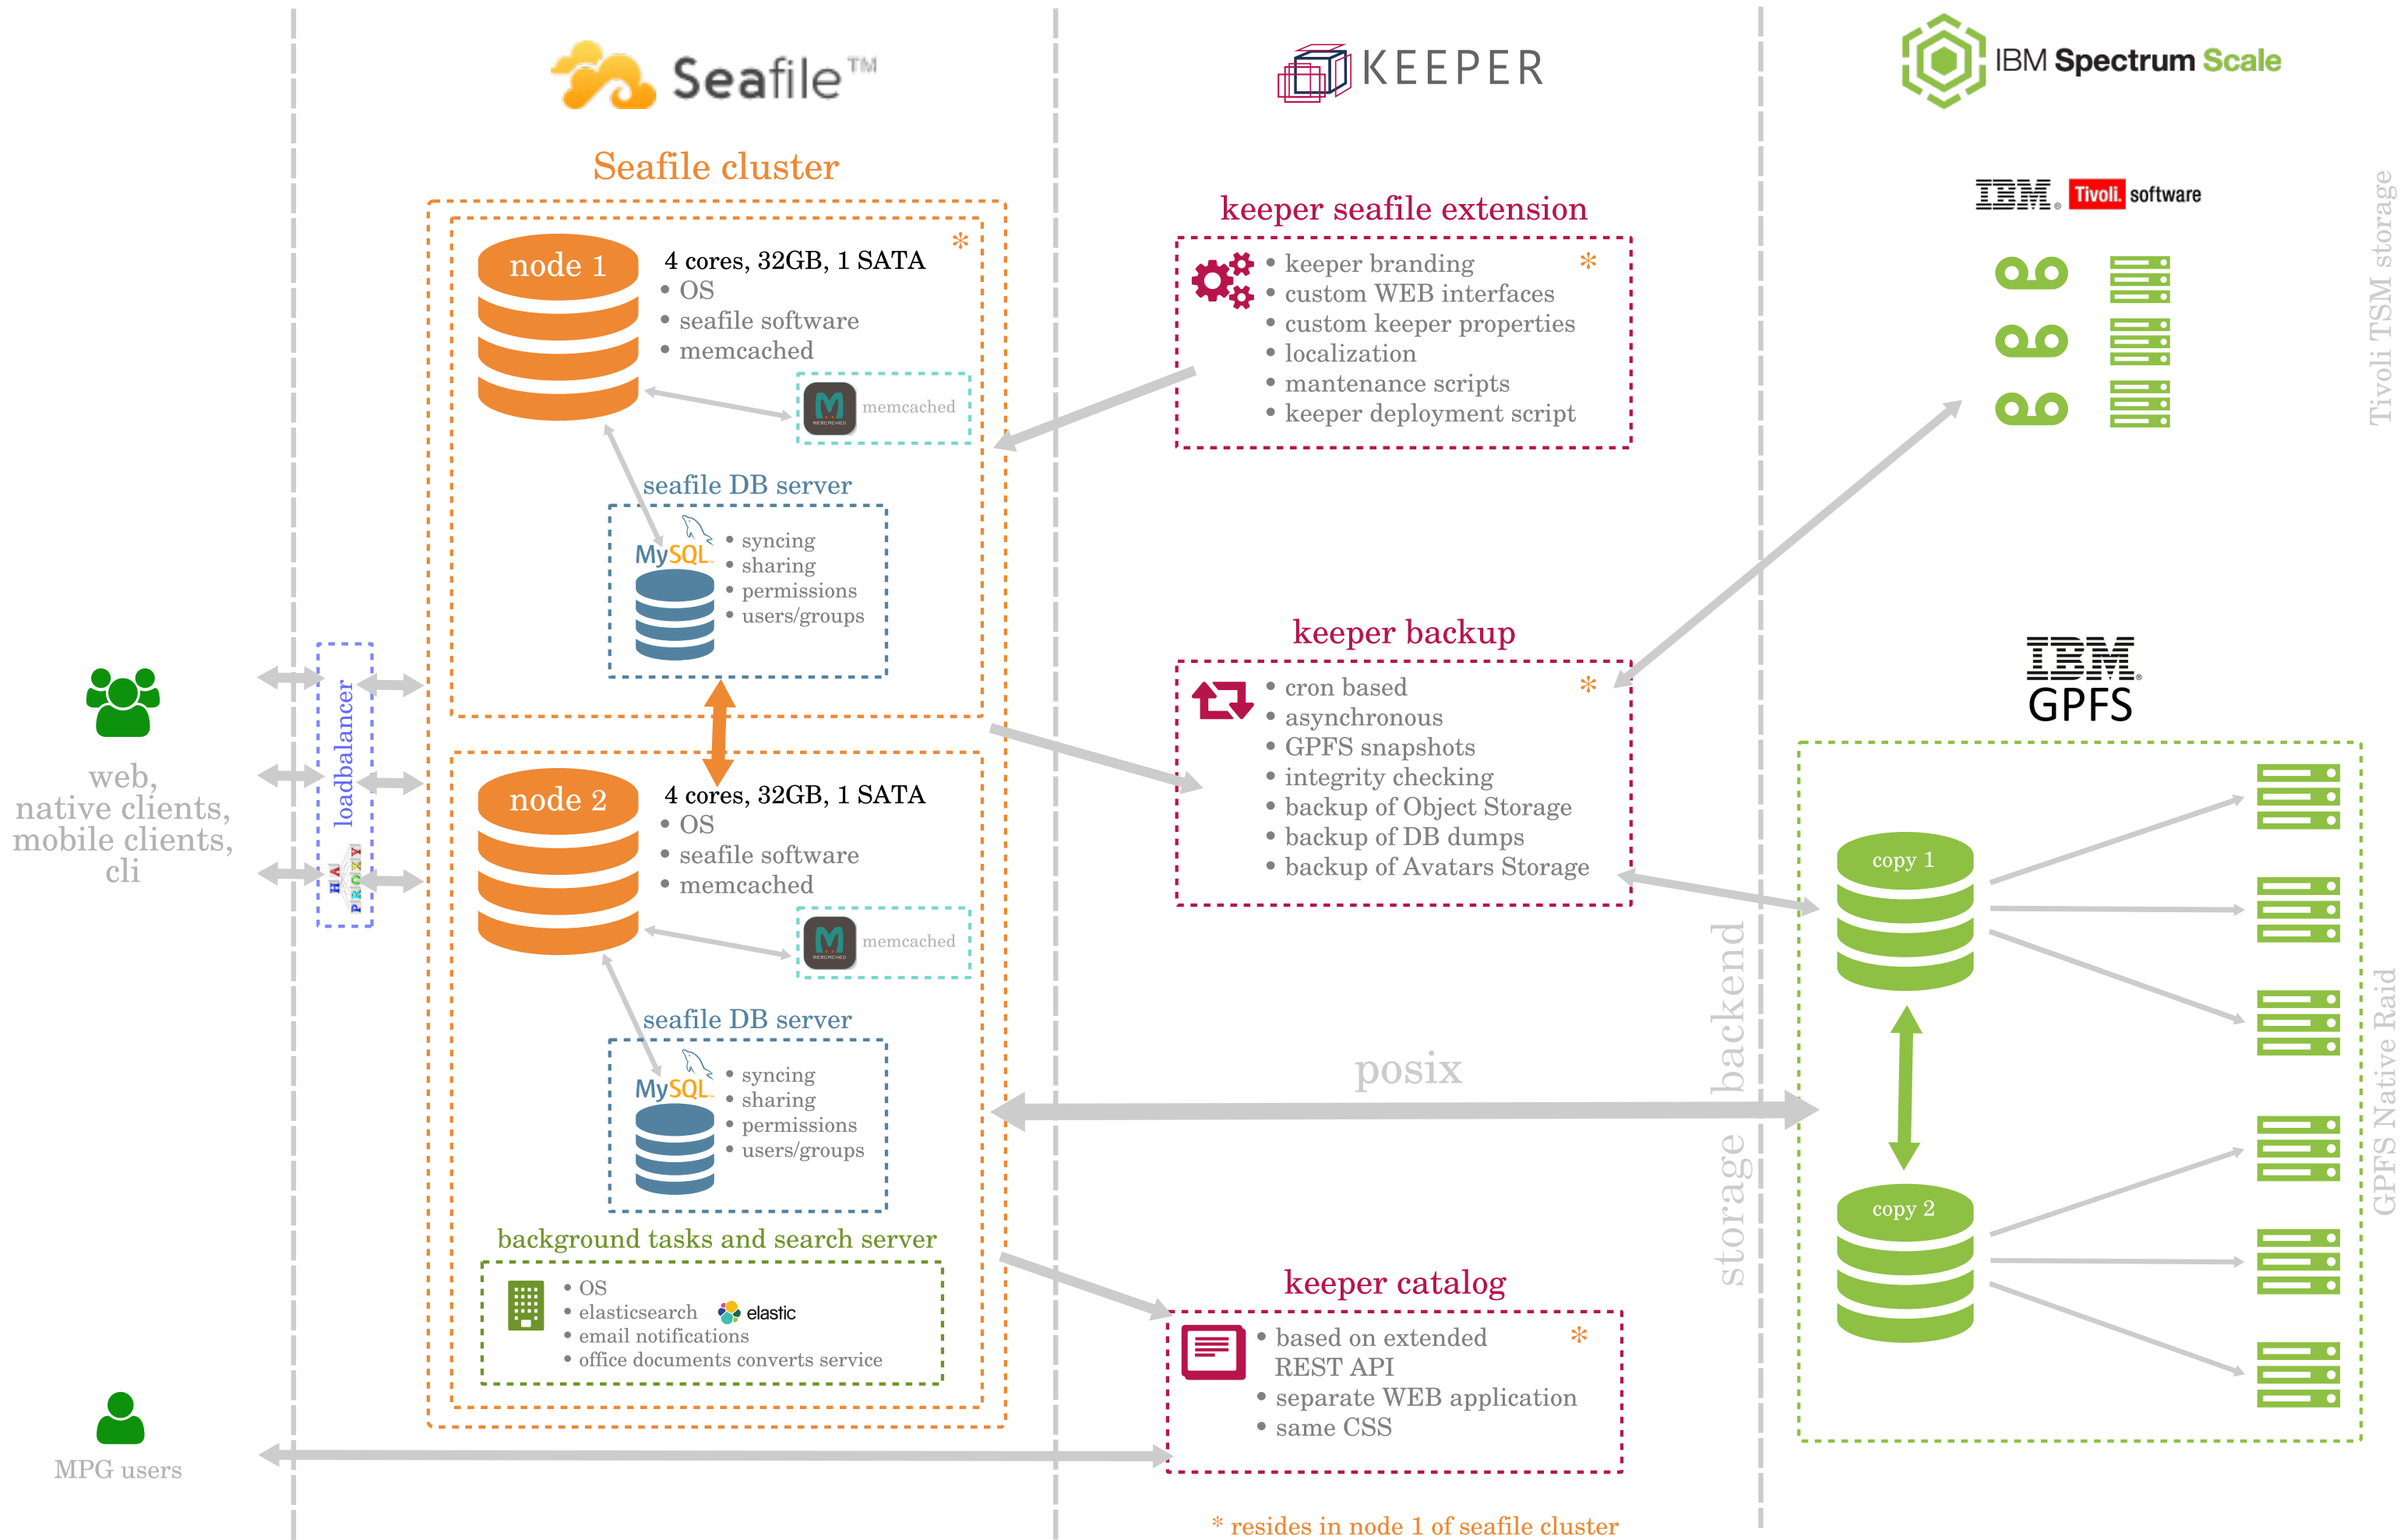 Seafile™
KEEPER
IBM Spectrum Scale
Seafile cluster
node 1
4 cores, 32GB, 1 SATA
*
• OS
• seafile software
• memcached
MEMCACHED
memcached
seafile DB server
MySQL™
• syncing
• sharing
• permissions
• users/groups
node 2
4 cores, 32GB, 1 SATA
• OS
• seafile software
• memcached
MEMCACHED
memcached
seafile DB server
MySQL™
• syncing
• sharing
• permissions
• users/groups
background tasks and search server
• OS
• elasticsearch
elastic
• email notifications
• office documents converts service
web,
native clients,
mobile clients,
cli
loadbalancer
HA
PROXY
MPG users
keeper seafile extension
• keeper branding
*
• custom WEB interfaces
• custom keeper properties
• localization
• mantenance scripts
• keeper deployment script
keeper backup
• cron based
*
• asynchronous
• GPFS snapshots
• integrity checking
• backup of Object Storage
• backup of DB dumps
• backup of Avatars Storage
posix
storage backend
keeper catalog
• based on extended
*
REST API
• separate WEB application
• same CSS
* resides in node 1 of seafile cluster
IBM® Tivoli. software
Tivoli TSM storage
IBM®
GPFS
copy 1
copy 2
GPFS Native Raid